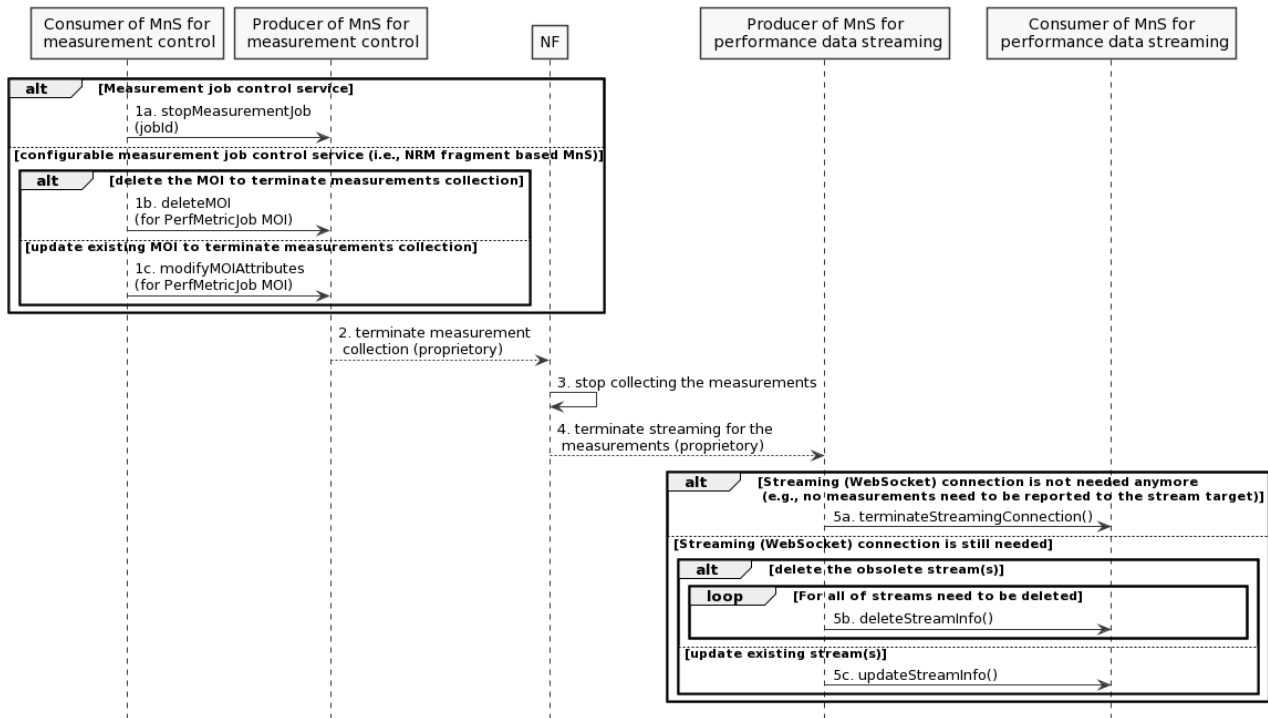 Consumer of MnS for
measurement control
Producer of MnS for
measurement control
NF
Producer of MnS for
performance data streaming
Consumer of MnS for
performance data streaming
alt
[Measurement job control service]
1a. stopMeasurementJob
(jobId)
[configurable measurement job control service (i.e., NRM fragment based MnS)]
alt
[delete the MOI to terminate measurements collection]
1b. deleteMOI
(for PerfMetricJob MOI)
[update existing MOI to terminate measurements collection]
1c. modifyMOIAttributes
(for PerfMetricJob MOI)
2. terminate measurement
collection (proprietory)
3. stop collecting the measurements
4. terminate streaming for the
measurements (proprietory)
alt
[Streaming (WebSocket) connection is not needed anymore
(e.g., no measurements need to be reported to the stream target)]
5a. terminateStreamingConnection()
[Streaming (WebSocket) connection is still needed]
alt
[delete the obsolete stream(s)]
loop
[For all of streams need to be deleted]
5b. deleteStreamInfo()
[update existing stream(s)]
5c. updateStreamInfo()